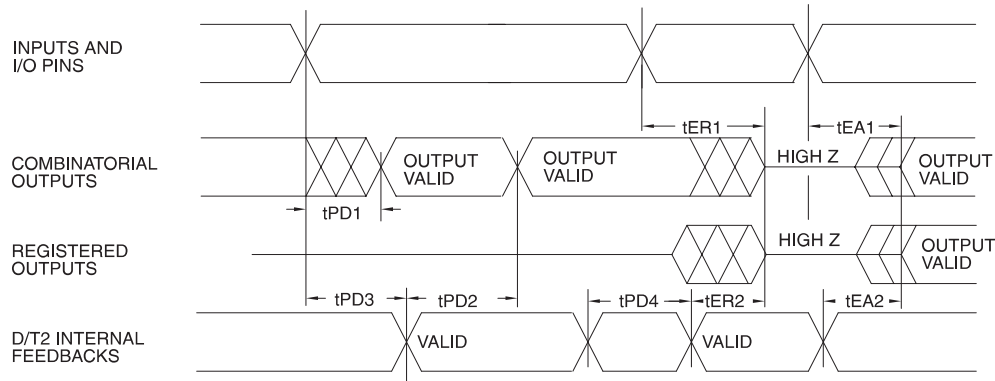 INPUTS AND
I/O PINS
tER1
tEA1
COMBINATORIAL
OUTPUTS
OUTPUT
VALID
OUTPUT
VALID
HIGH Z
OUTPUT
VALID
tPD1
REGISTERED
OUTPUTS
HIGH Z
OUTPUT
VALID
tPD3
tPD2
tPD4
tER2
tEA2
D/T2 INTERNAL
FEEDBACKS
VALID
VALID